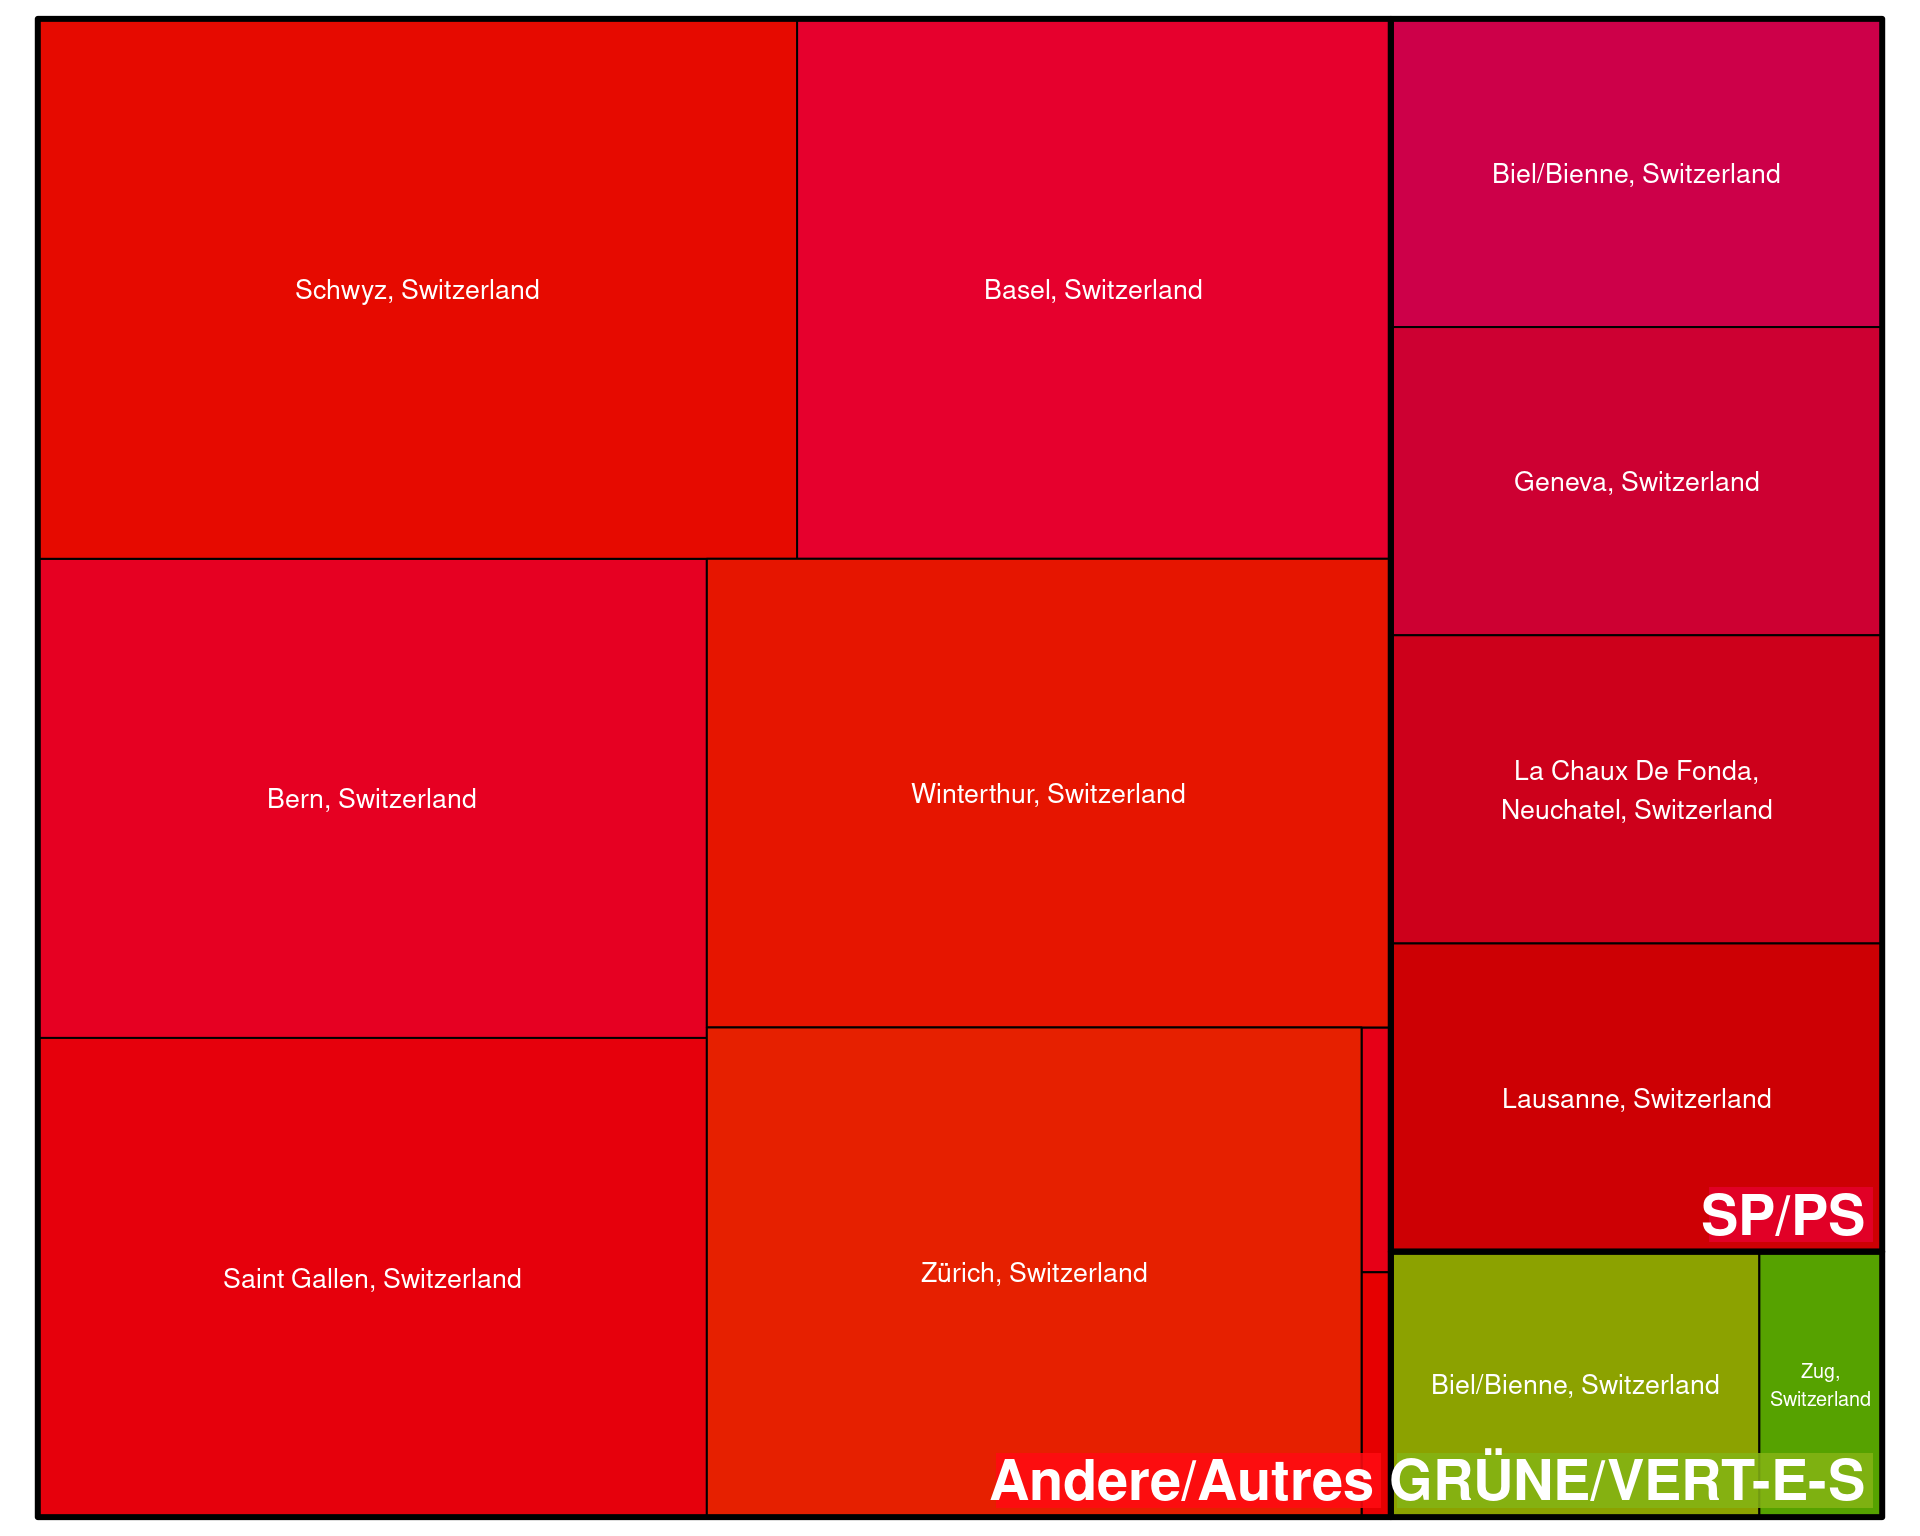 Schwyz, Switzerland
Basel, Switzerland
Bern, Switzerland
Winterthur, Switzerland
Saint Gallen, Switzerland
Zürich, Switzerland
Andere/Autres
Biel/Bienne, Switzerland
Geneva, Switzerland
La Chaux De Fonda,
Neuchatel, Switzerland
Lausanne, Switzerland
SP/PS
Biel/Bienne, Switzerland
Zug,
Switzerland
GRÜNE/VERT-E-S